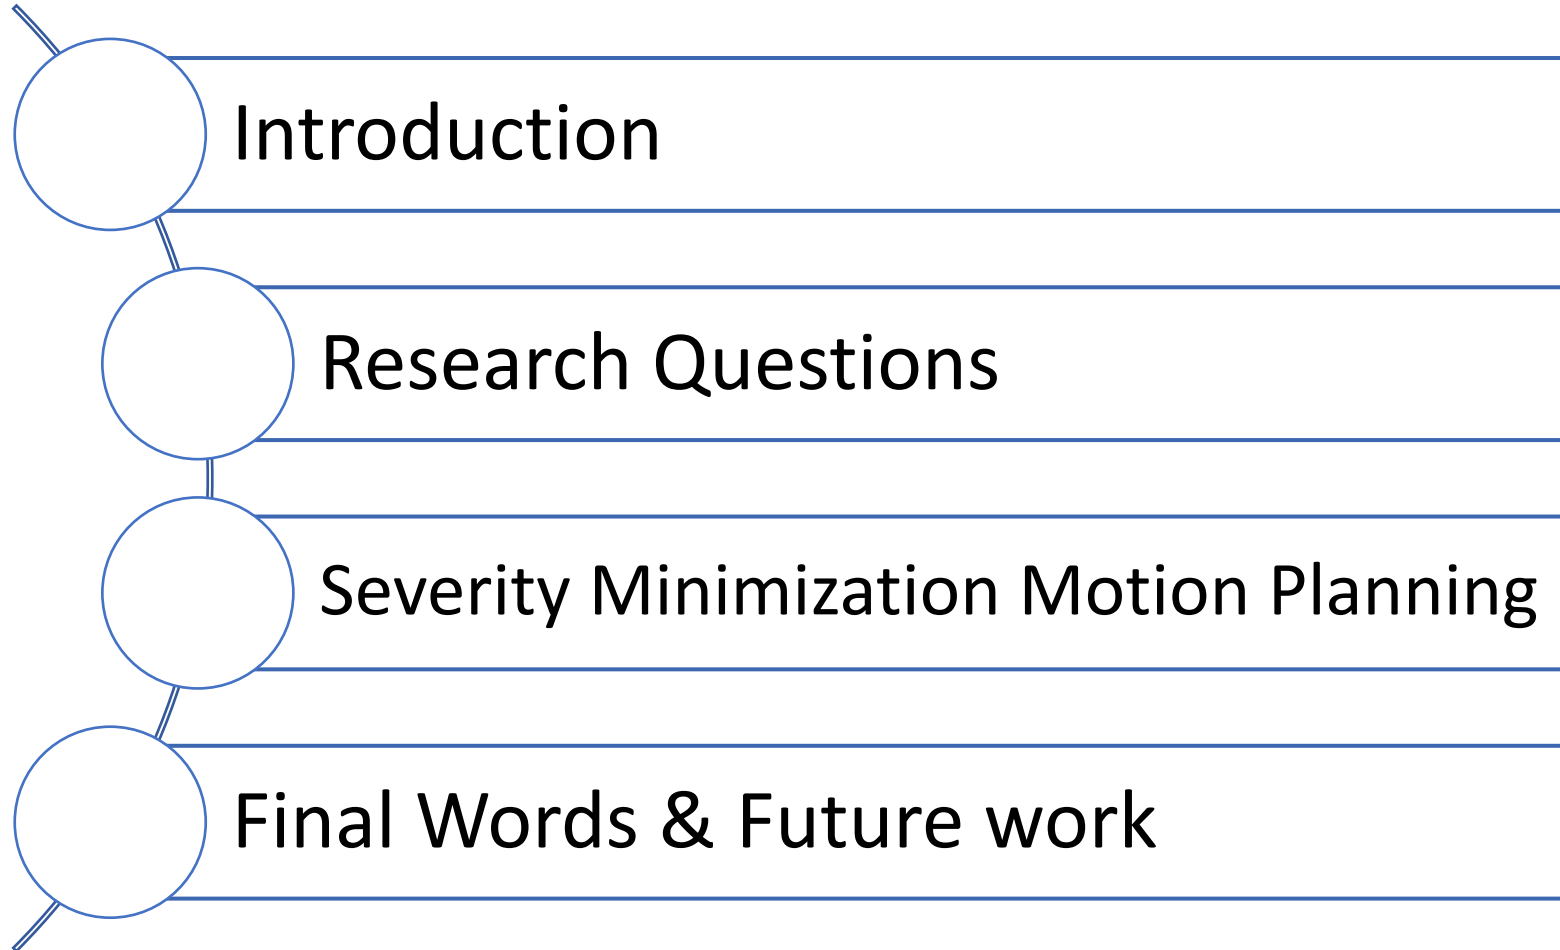 Introduction
Research Questions
Severity Minimization Motion Planning
Final Words & Future work